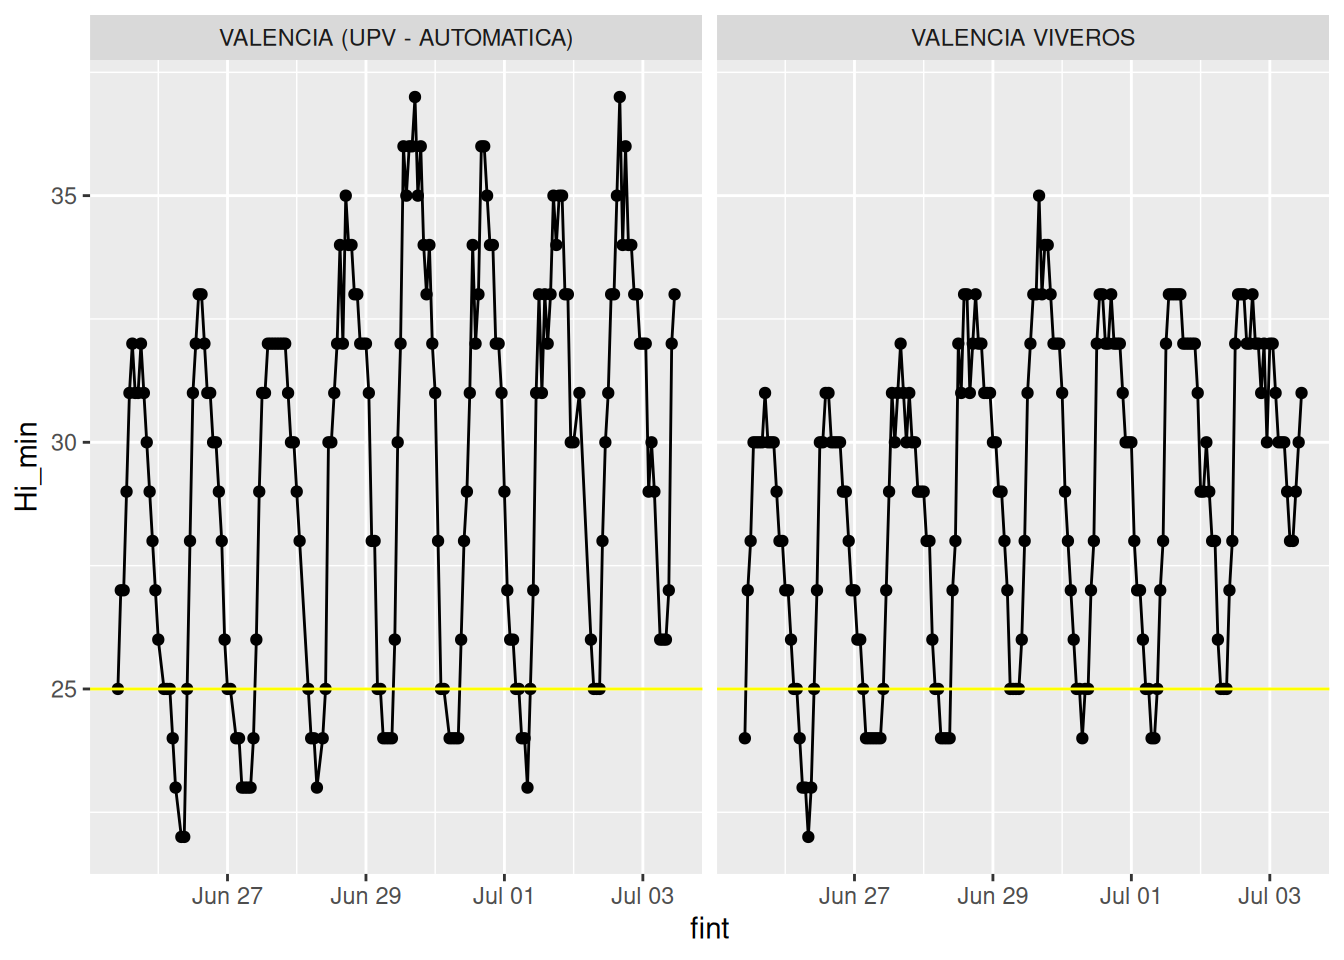 VALENCIA (UPV - AUTOMATICA)
VALENCIA VIVEROS
Hi_min
35
30
25
Jun 27
Jun 29
Jul 01
Jul 03
Jun 27
Jun 29
Jul 01
Jul 03
fint